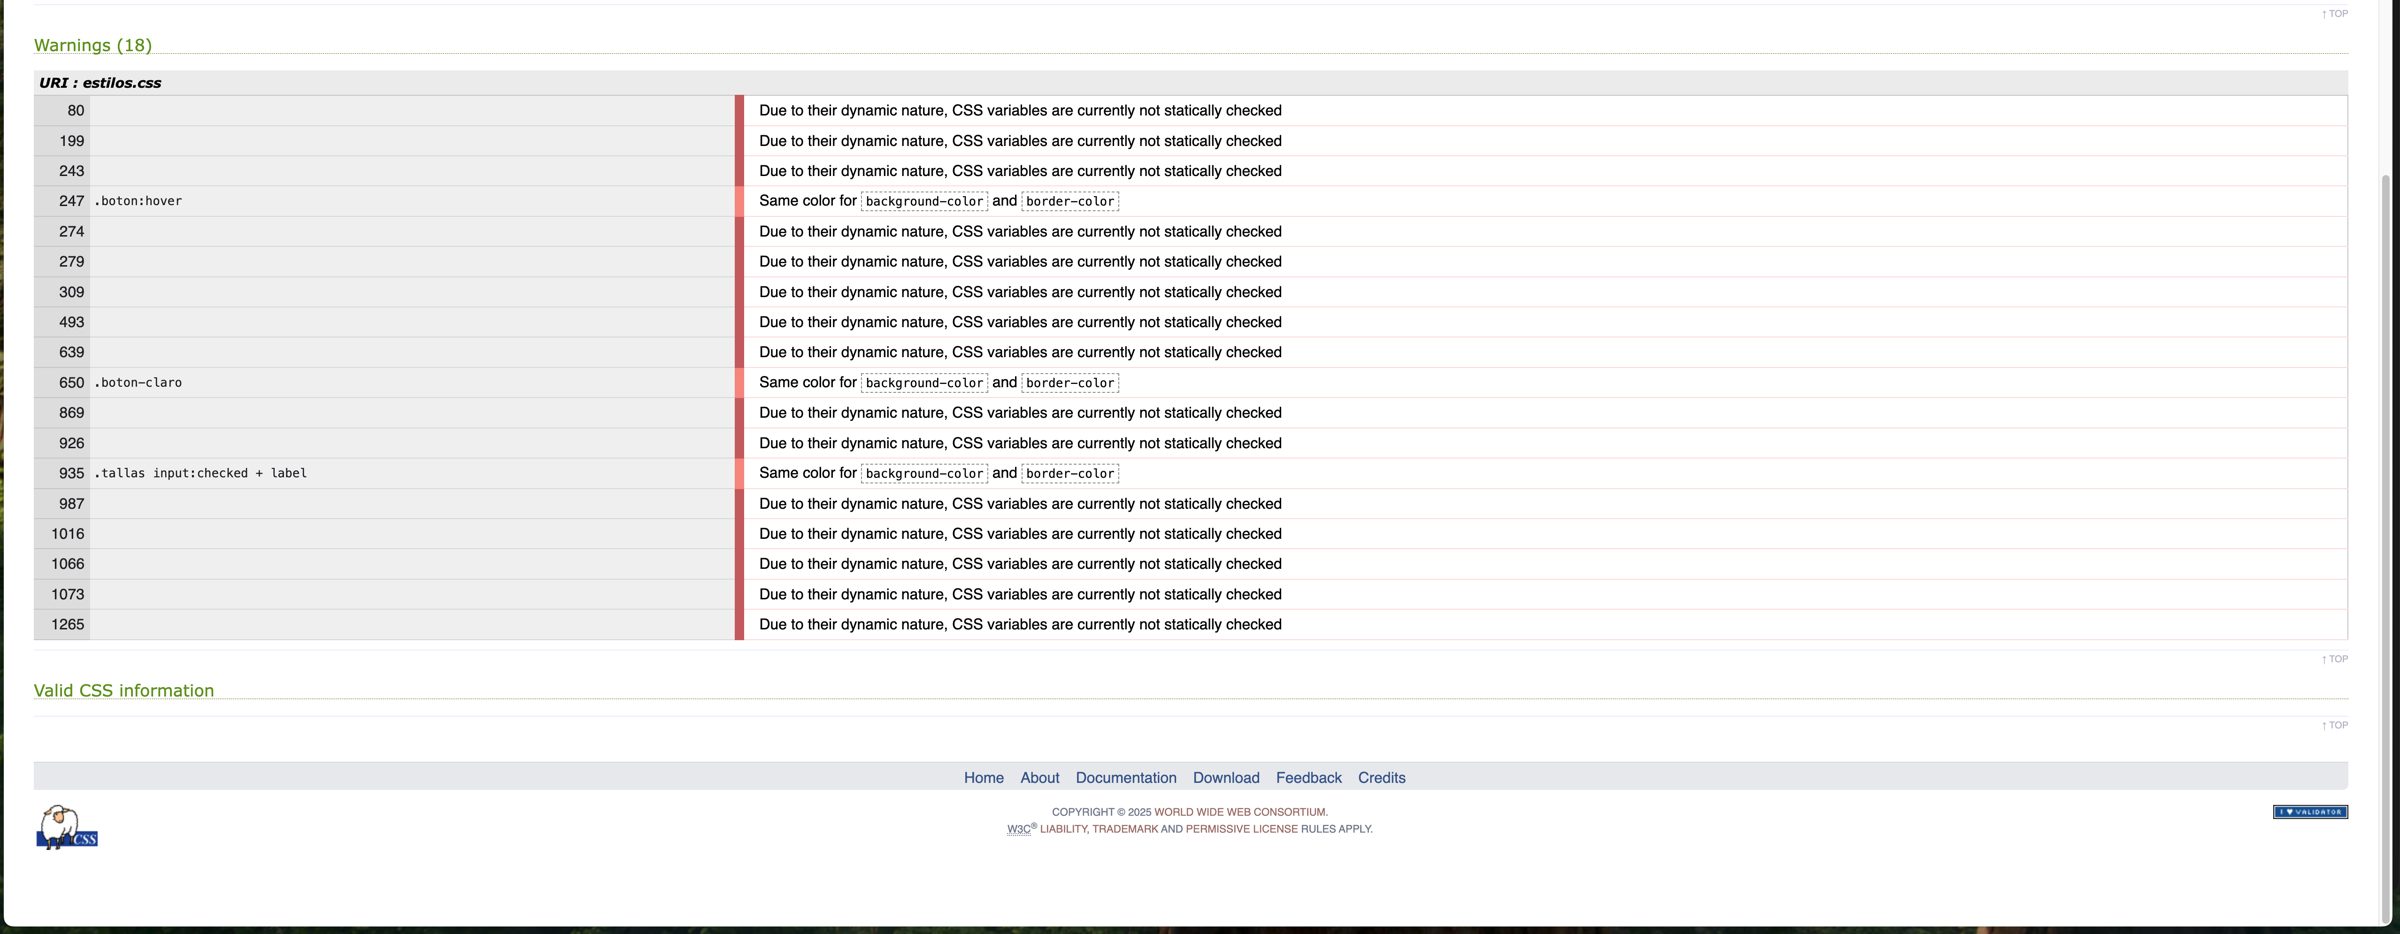 ↑ TOP
Warnings (18)
URI : estilos.css
80 Due to their dynamic nature, CSS variables are currently not statically checked
199 Due to their dynamic nature, CSS variables are currently not statically checked
243 Due to their dynamic nature, CSS variables are currently not statically checked
247 .boton:hover Same color for background-color and border-color
274 Due to their dynamic nature, CSS variables are currently not statically checked
279 Due to their dynamic nature, CSS variables are currently not statically checked
309 Due to their dynamic nature, CSS variables are currently not statically checked
493 Due to their dynamic nature, CSS variables are currently not statically checked
639 Due to their dynamic nature, CSS variables are currently not statically checked
650 .boton-claro Same color for background-color and border-color
869 Due to their dynamic nature, CSS variables are currently not statically checked
926 Due to their dynamic nature, CSS variables are currently not statically checked
935 .tallas input:checked + label Same color for background-color and border-color
987 Due to their dynamic nature, CSS variables are currently not statically checked
1016 Due to their dynamic nature, CSS variables are currently not statically checked
1066 Due to their dynamic nature, CSS variables are currently not statically checked
1073 Due to their dynamic nature, CSS variables are currently not statically checked
1265 Due to their dynamic nature, CSS variables are currently not statically checked
↑ TOP
Valid CSS information
↑ TOP
Home About Documentation Download Feedback Credits
COPYRIGHT © 2025 WORLD WIDE WEB CONSORTIUM.
W3C® LIABILITY, TRADEMARK AND PERMISSIVE LICENSE RULES APPLY.
CSS
I ♥ VALIDATOR